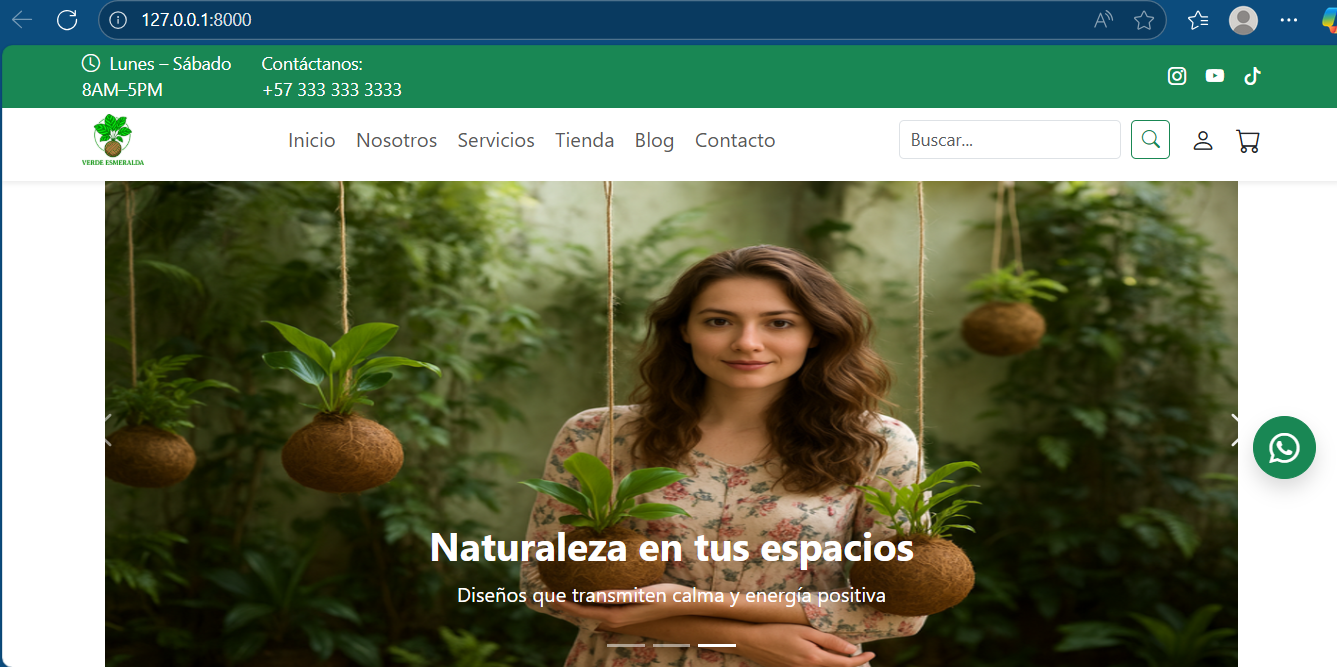 127.0.0.1:8000
Lunes – Sábado
8AM–5PM
Contáctanos:
+57 333 333 3333
VERDE ESMERALDA
Inicio
Nosotros
Servicios
Tienda
Blog
Contacto
Buscar...
Naturaleza en tus espacios
Diseños que transmiten calma y energía positiva